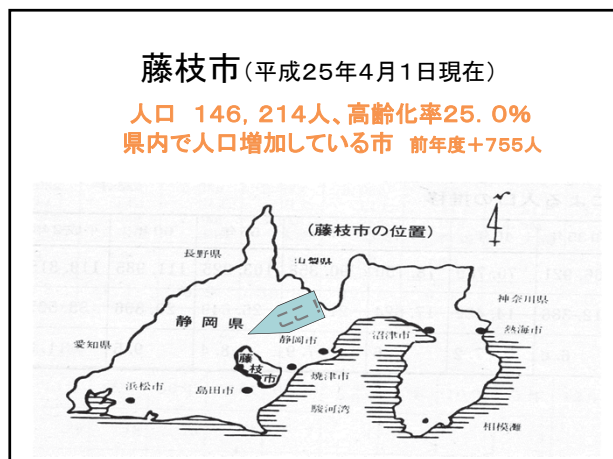 藤枝市(平成25年4月1日現在)
人口 146,214人、高齢化率25.0%
県内で人口増加している市 前年度+755人
(藤枝市の位置)
長野県
山梨県
神奈川県
静岡県
愛知県
静岡市
沼津市
熱海市
藤枝市
焼津市
浜松市
島田市
駿河湾
相模灘